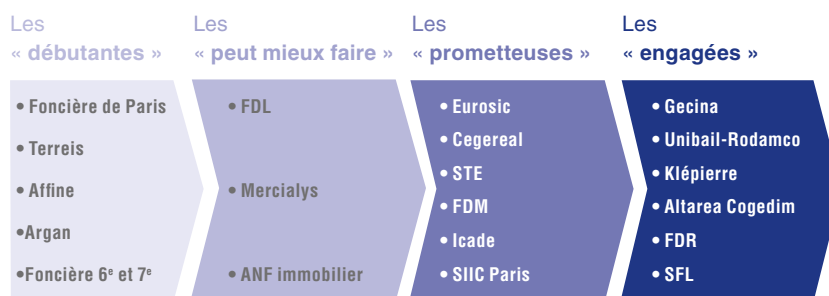 Les
« débutantes »
• Foncière de Paris
• Terreis
• Affine
•Argan
•Foncière 6e et 7e
Les
« peut mieux faire »
• FDL
• Mercialys
• ANF immobilier
Les
« prometteuses »
• Eurosic
• Cegereal
• STE
• FDM
• Icade
• SIIC Paris
Les
« engagées »
• Gecina
• Unibail-Rodamco
• Klépierre
• Altarea Cogedim
• FDR
• SFL